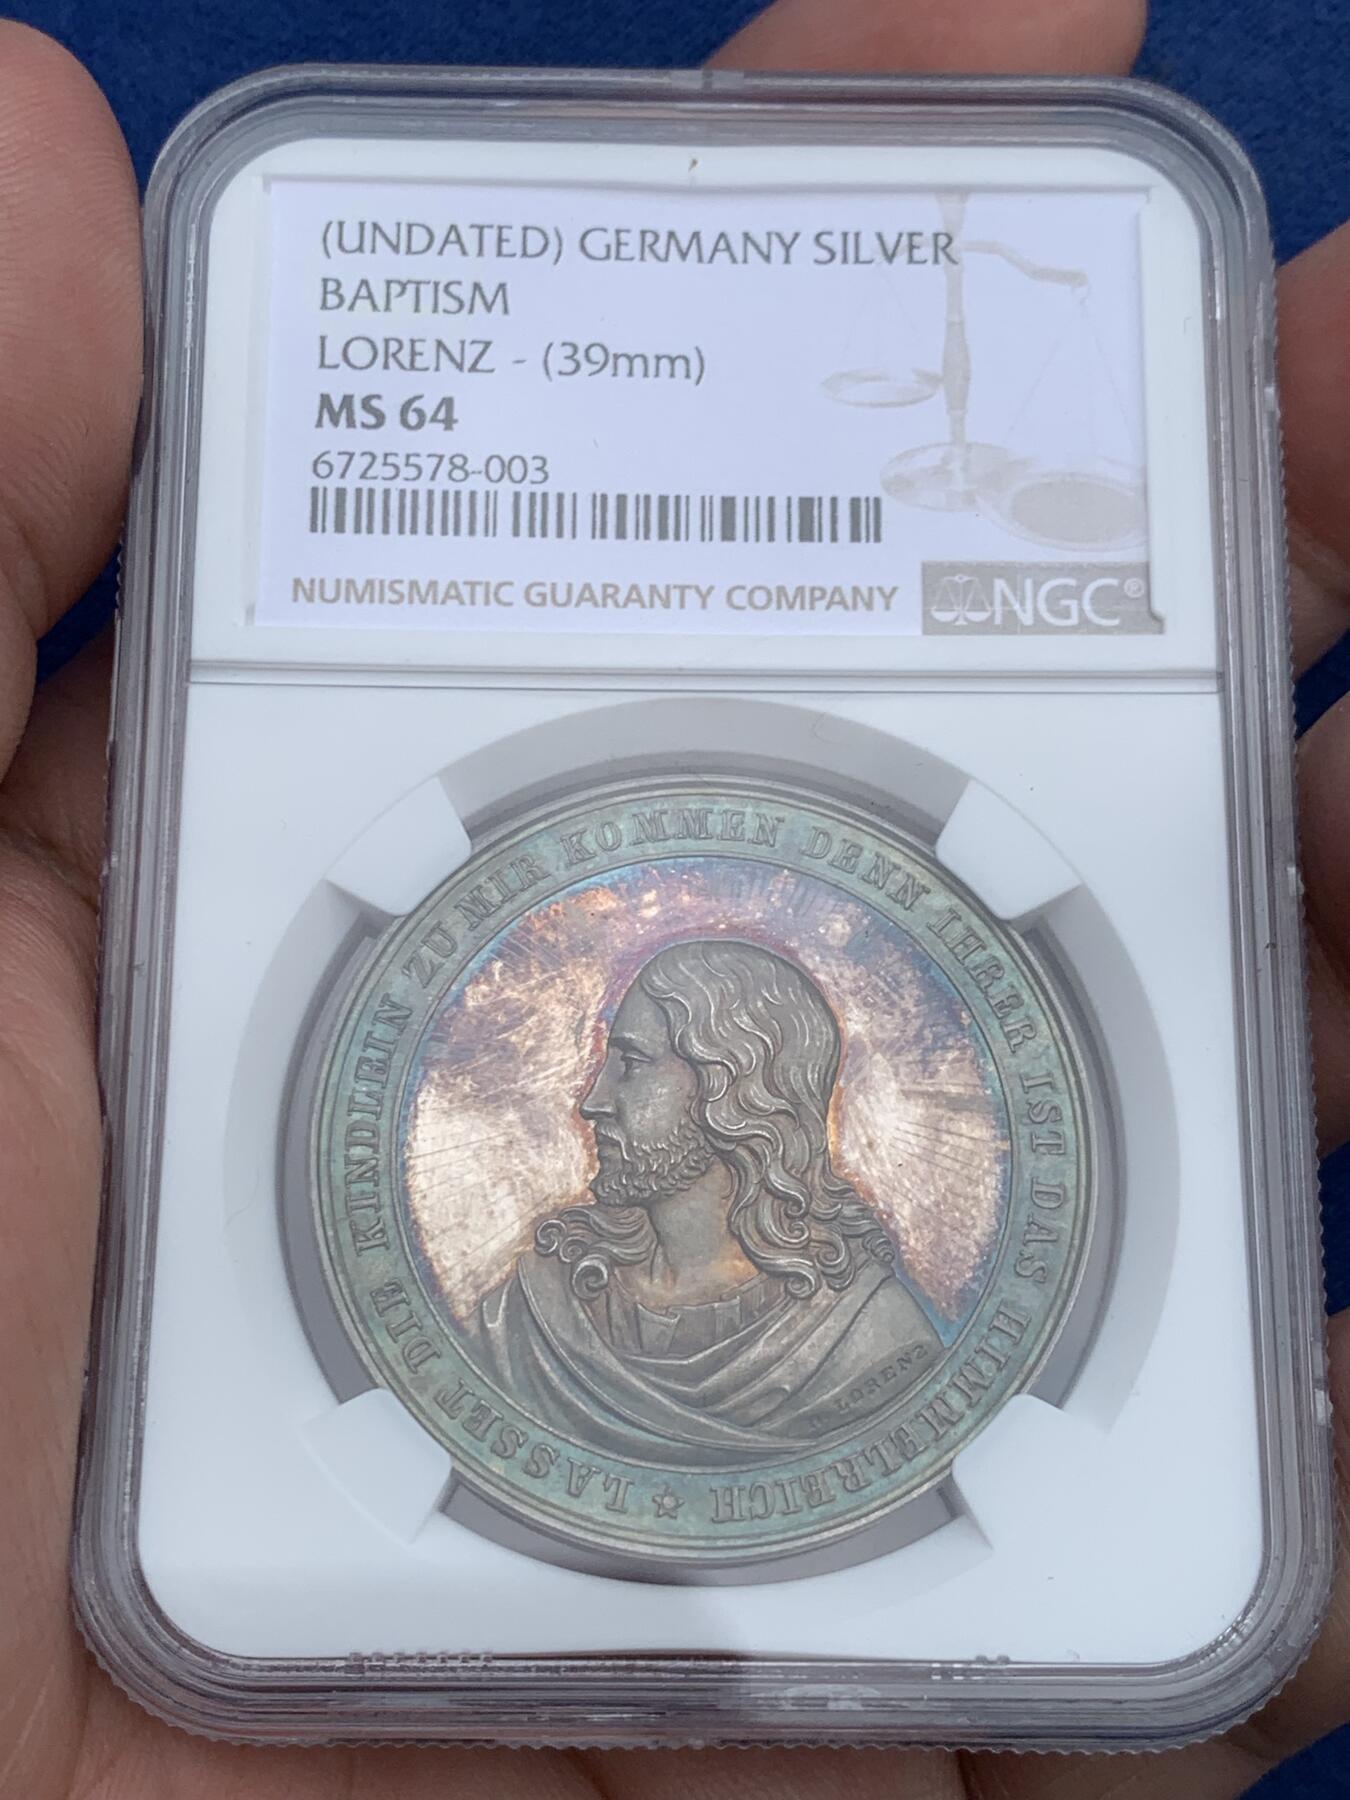 (UNDATED) GERMANY SILVER
BAPTISM
LORENZ - (39mm)
MS 64
6725578-003
NUMISMATIC GUARANTY COMPANY
NGC®
LASSET DIE KINDLEIN ZU MIR KOMMEN DENN IHRER IST DAS HIMMELREICH
LORENZ